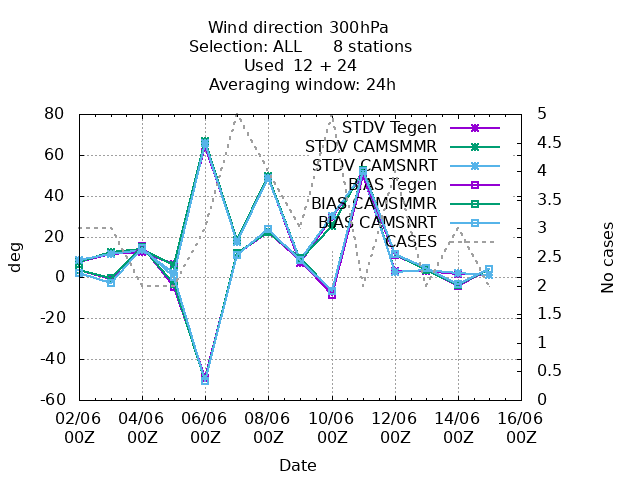 Wind direction 300hPa
Selection: ALL 8 stations
Used 12 + 24
Averaging window: 24h
80
60
40
20
0
-20
-40
-60
deg
5
4.5
4
3.5
3
2.5
2
1.5
1
0.5
0
No cases
STDV Tegen
STDV CAMSMMR
STDV CAMSNRT
BIAS Tegen
BIAS CAMSMMR
BIAS CAMSNRT
CASES
02/06 04/06 06/06 08/06 10/06 12/06 14/06 16/06
00Z 00Z 00Z 00Z 00Z 00Z 00Z 00Z
Date